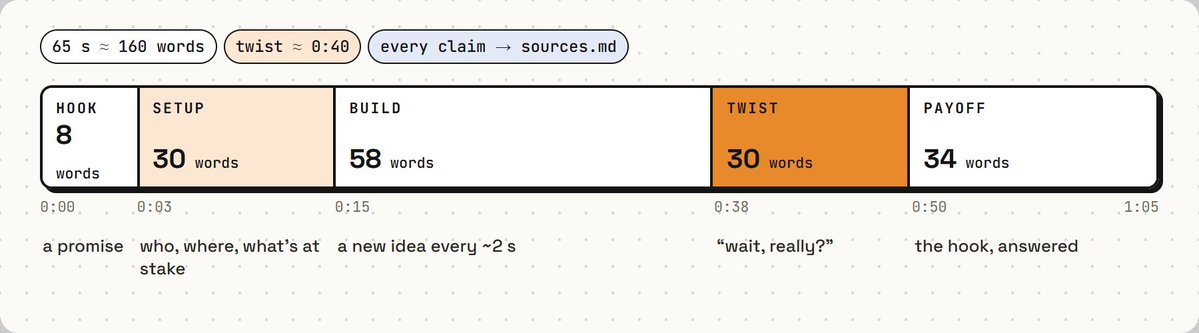 65 s ≈ 160 words
twist ≈ 0:40
every claim → sources.md
HOOK
8
words
SETUP
30 words
BUILD
58 words
TWIST
30 words
PAYOFF
34 words
0:00
0:03
0:15
0:38
0:50
1:05
a promise
who, where, what's at
stake
a new idea every ~2 s
“wait, really?”
the hook, answered